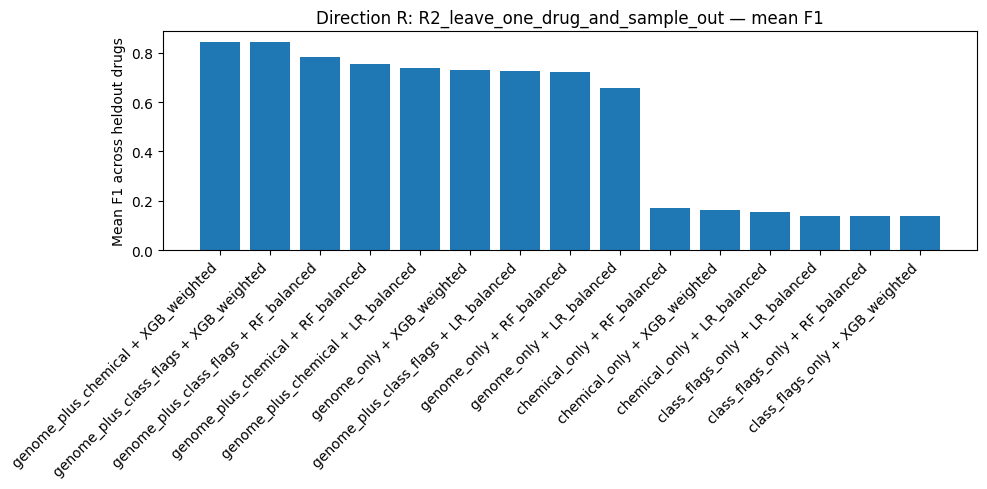 Direction R: R2_leave_one_drug_and_sample_out — mean F1
Mean F1 across heldout drugs
0.8
0.6
0.4
0.2
0.0
genome_plus_chemical + XGB_weighted
genome_plus_class_flags + XGB_weighted
genome_plus_class_flags + RF_balanced
genome_plus_chemical + RF_balanced
genome_plus_chemical + LR_balanced
genome_only + XGB_weighted
genome_plus_class_flags + LR_balanced
genome_only + RF_balanced
genome_only + LR_balanced
chemical_only + RF_balanced
chemical_only + XGB_weighted
chemical_only + LR_balanced
class_flags_only + LR_balanced
class_flags_only + RF_balanced
class_flags_only + XGB_weighted